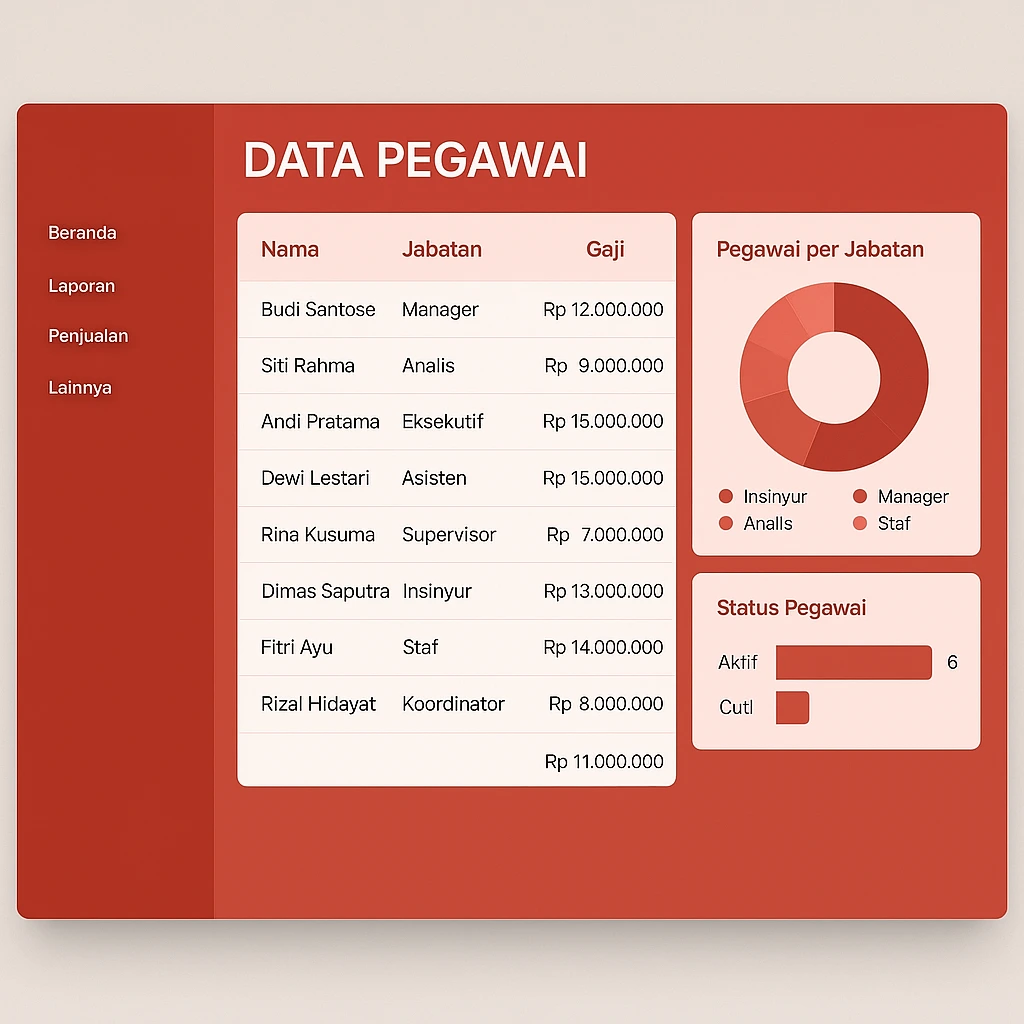 DATA PEGAWAI
Beranda
Laporan
Penjualan
Lainnya
Nama Jabatan Gaji
Budi Santose Manager Rp 12.000.000
Siti Rahma Analis Rp 9.000.000
Andi Pratama Eksekutif Rp 15.000.000
Dewi Lestari Asisten Rp 15.000.000
Rina Kusuma Supervisor Rp 7.000.000
Dimas Saputra Insinyur Rp 13.000.000
Fitri Ayu Staf Rp 14.000.000
Rizal Hidayat Koordinator Rp 8.000.000
Rp 11.000.000
Pegawai per Jabatan
Insinyur Manager
Analls Staf
Status Pegawai
Aktif 6
Cutl